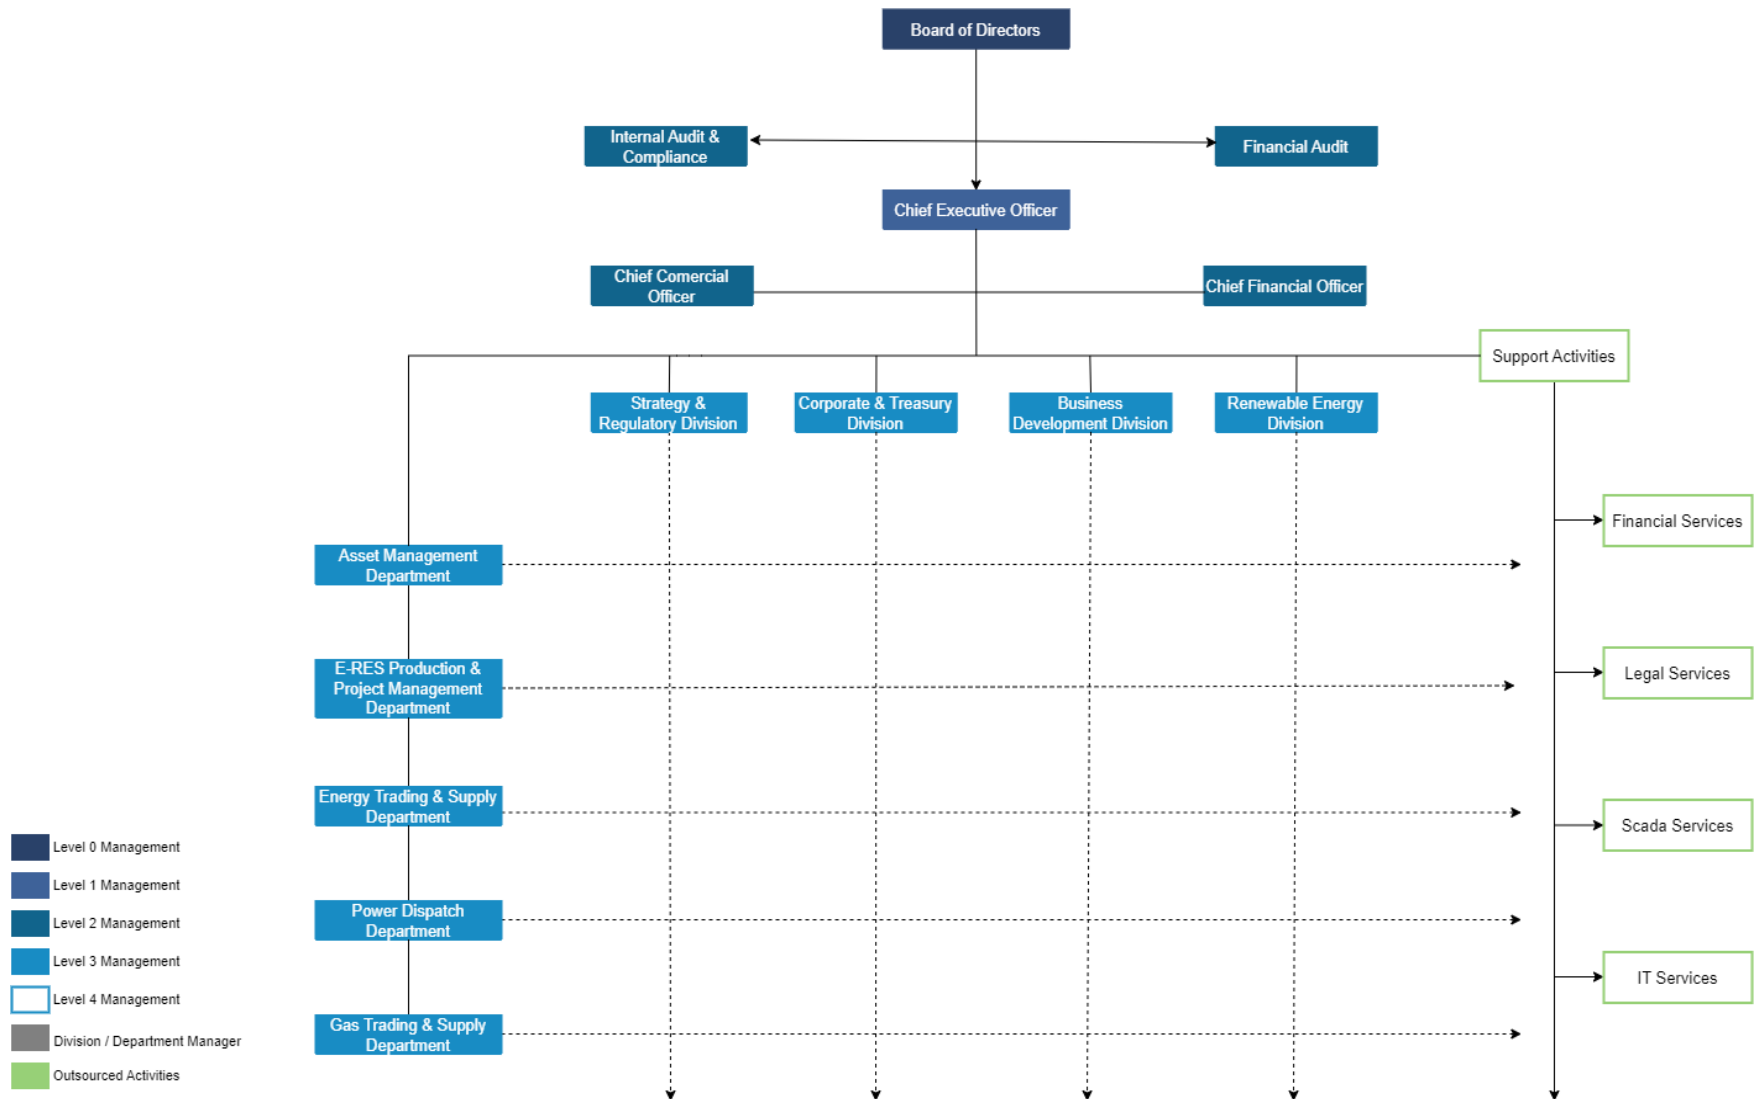 Board of Directors
Internal Audit &
Compliance
Financial Audit
Chief Executive Officer
Chief Comercial
Officer
Chief Financial Officer
Support Activities
Strategy &
Regulatory Division
Corporate & Treasury
Division
Business
Development Division
Renewable Energy
Division
Financial Services
Asset Management
Department
E-RES Production &
Project Management
Department
Legal Services
Energy Trading & Supply
Department
Scada Services
Power Dispatch
Department
IT Services
Gas Trading & Supply
Department
Level 0 Management
Level 1 Management
Level 2 Management
Level 3 Management
Level 4 Management
Division / Department Manager
Outsourced Activities